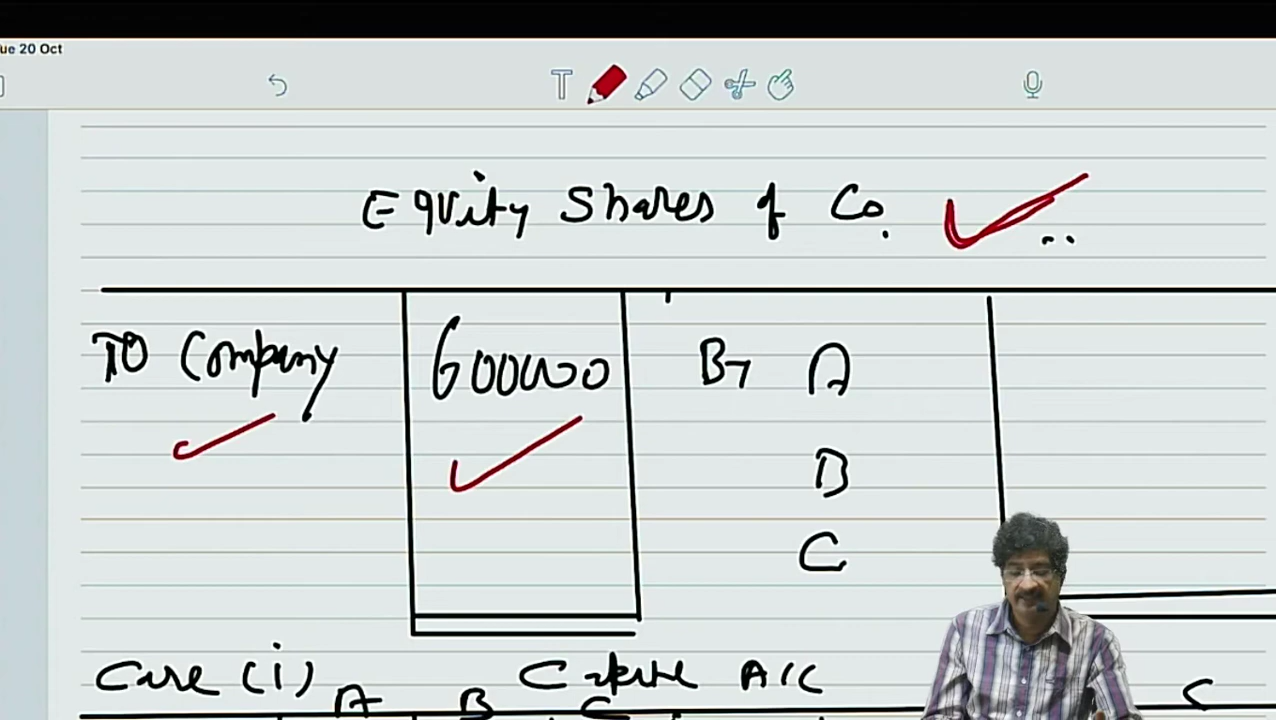 ue 20 Oct
T
Equity Shares of Co.
TO Company 600000 By A
B
C
Case (i) Capital A/C
A B C C